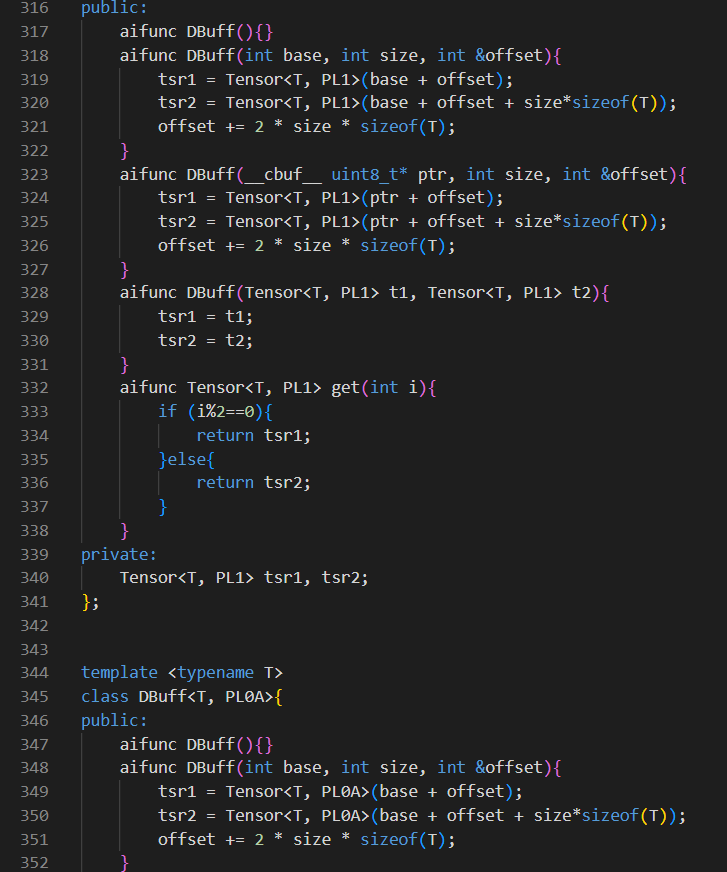 316 public:
317     aifunc DBuff(){}
318     aifunc DBuff(int base, int size, int &offset){
319         tsr1 = Tensor<T, PL1>(base + offset);
320         tsr2 = Tensor<T, PL1>(base + offset + size*sizeof(T));
321         offset += 2 * size * sizeof(T);
322     }
323     aifunc DBuff(__cbuf__ uint8_t* ptr, int size, int &offset){
324         tsr1 = Tensor<T, PL1>(ptr + offset);
325         tsr2 = Tensor<T, PL1>(ptr + offset + size*sizeof(T));
326         offset += 2 * size * sizeof(T);
327     }
328     aifunc DBuff(Tensor<T, PL1> t1, Tensor<T, PL1> t2){
329         tsr1 = t1;
330         tsr2 = t2;
331     }
332     aifunc Tensor<T, PL1> get(int i){
333         if (i%2==0){
334             return tsr1;
335         }else{
336             return tsr2;
337         }
338     }
339 private:
340     Tensor<T, PL1> tsr1, tsr2;
341 };
342
343
344 template <typename T>
345 class DBuff<T, PL0A>{
346 public:
347     aifunc DBuff(){}
348     aifunc DBuff(int base, int size, int &offset){
349         tsr1 = Tensor<T, PL0A>(base + offset);
350         tsr2 = Tensor<T, PL0A>(base + offset + size*sizeof(T));
351         offset += 2 * size * sizeof(T);
352     }